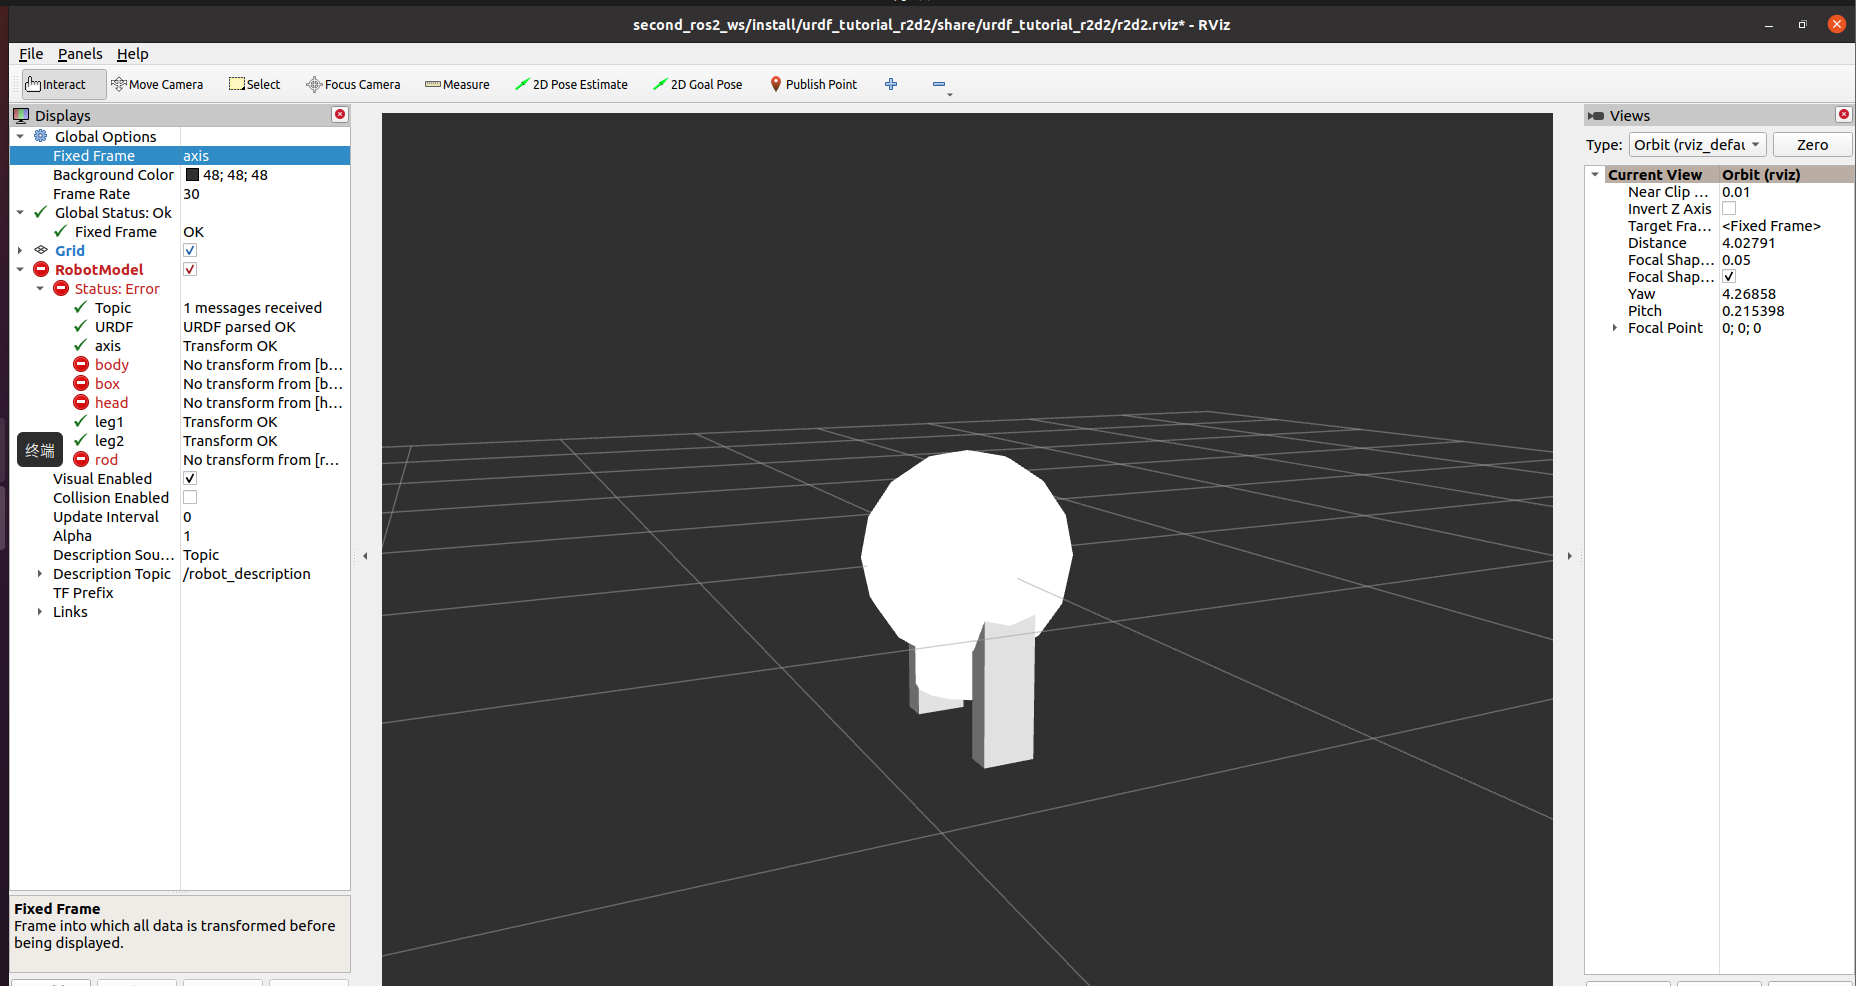 second_ros2_ws/install/urdf_tutorial_r2d2/share/urdf_tutorial_r2d2/r2d2.rviz* - RViz
File Panels Help
Interact Move Camera Select Focus Camera Measure 2D Pose Estimate 2D Goal Pose Publish Point
Displays
Global Options
Fixed Frame axis
Background Color 48; 48; 48
Frame Rate 30
Global Status: Ok
Fixed Frame OK
Grid
RobotModel
Status: Error
Topic 1 messages received
URDF URDF parsed OK
axis Transform OK
body No transform from [b...
box No transform from [b...
head No transform from [h...
leg1 Transform OK
leg2 Transform OK
终端
rod No transform from [r...
Visual Enabled
Collision Enabled
Update Interval 0
Alpha 1
Description Sou... Topic
Description Topic /robot_description
TF Prefix
Links
Fixed Frame
Frame into which all data is transformed before
being displayed.
Views
Type: Orbit (rviz_defau Zero
Current View Orbit (rviz)
Near Clip ... 0.01
Invert Z Axis
Target Fra... <Fixed Frame>
Distance 4.02791
Focal Shap... 0.05
Focal Shap...
Yaw 4.26858
Pitch 0.215398
Focal Point 0; 0; 0